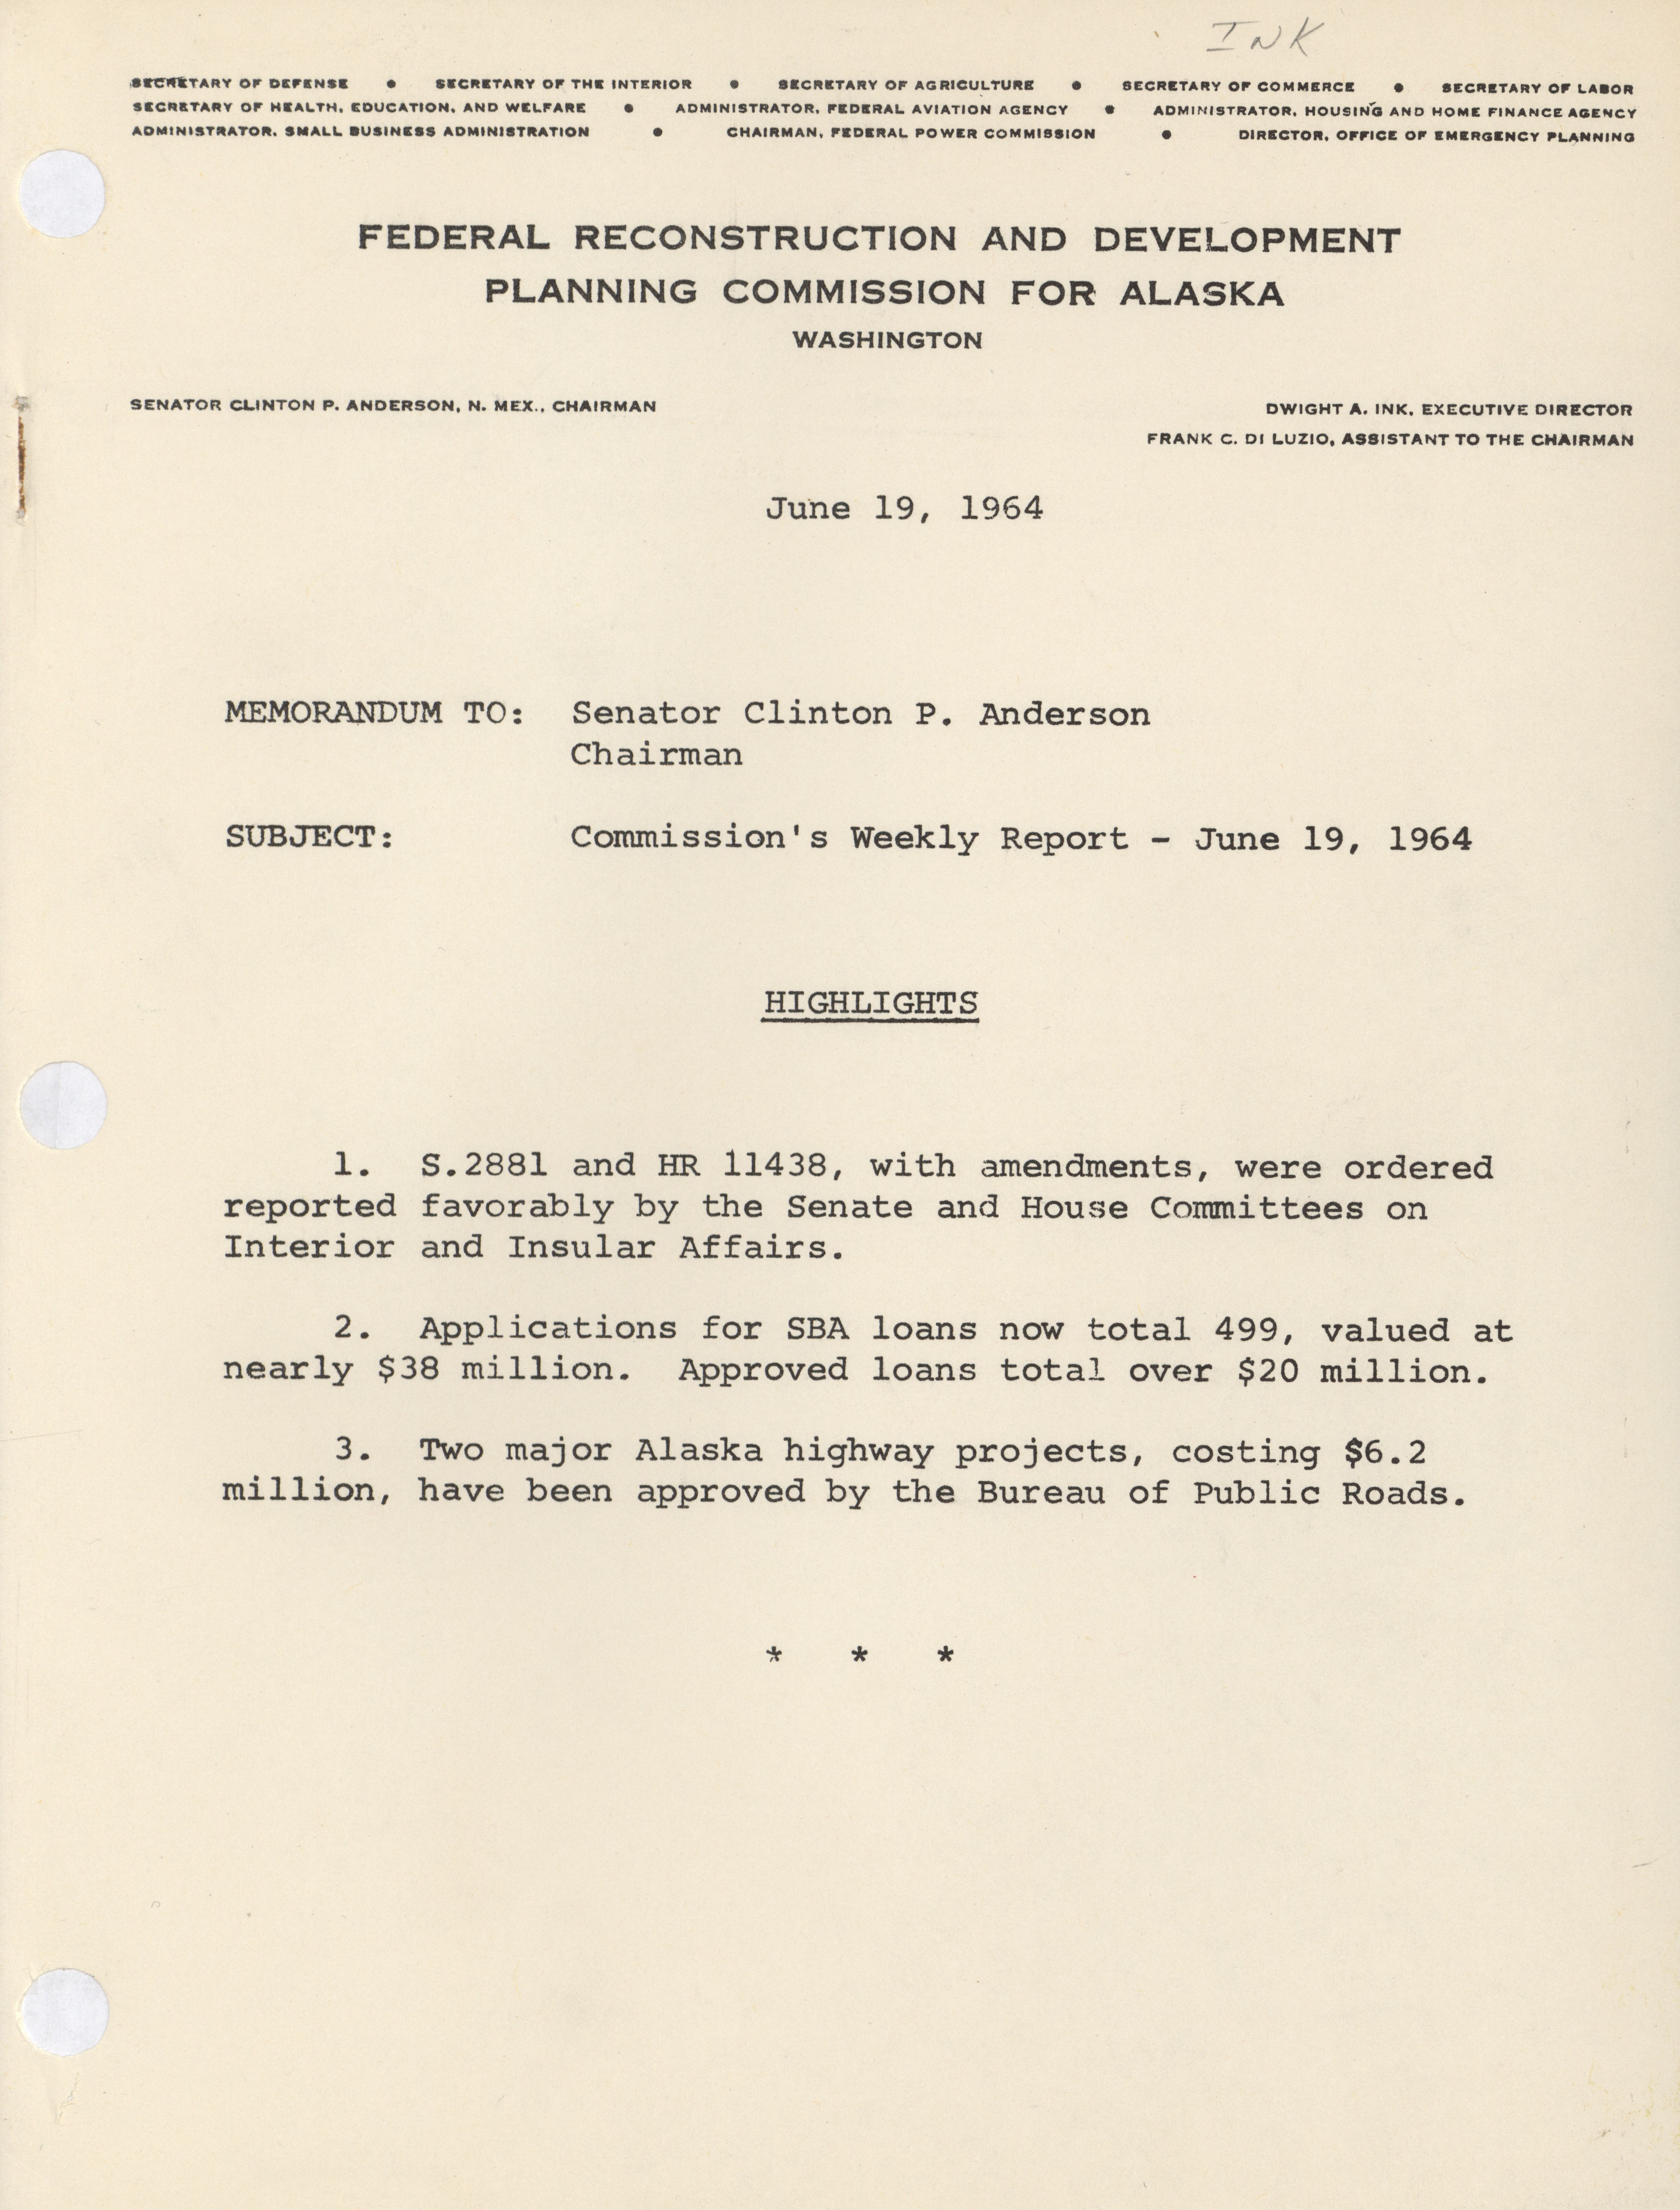 INK
SECRETARY OF DEFENSE • SECRETARY OF THE INTERIOR • SECRETARY OF AGRICULTURE • SECRETARY OF COMMERCE • SECRETARY OF LABOR
SECRETARY OF HEALTH, EDUCATION, AND WELFARE • ADMINISTRATOR, FEDERAL AVIATION AGENCY • ADMINISTRATOR, HOUSING AND HOME FINANCE AGENCY
ADMINISTRATOR, SMALL BUSINESS ADMINISTRATION • CHAIRMAN, FEDERAL POWER COMMISSION • DIRECTOR, OFFICE OF EMERGENCY PLANNING
FEDERAL RECONSTRUCTION AND DEVELOPMENT
PLANNING COMMISSION FOR ALASKA
WASHINGTON
SENATOR CLINTON P. ANDERSON, N. MEX., CHAIRMAN
DWIGHT A. INK, EXECUTIVE DIRECTOR
FRANK C. DI LUZIO, ASSISTANT TO THE CHAIRMAN
June 19, 1964
MEMORANDUM TO: Senator Clinton P. Anderson
Chairman
SUBJECT: Commission's Weekly Report - June 19, 1964
HIGHLIGHTS
1. S.2881 and HR 11438, with amendments, were ordered
reported favorably by the Senate and House Committees on
Interior and Insular Affairs.
2. Applications for SBA loans now total 499, valued at
nearly $38 million. Approved loans total over $20 million.
3. Two major Alaska highway projects, costing $6.2
million, have been approved by the Bureau of Public Roads.
* * *